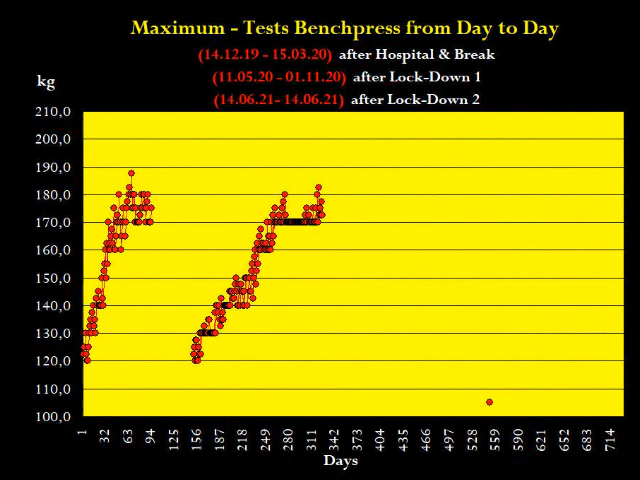 Maximum - Tests Benchpress from Day to Day
(14.12.19 - 15.03.20) after Hospital & Break
(11.05.20 - 01.11.20) after Lock-Down 1
(14.06.21- 14.06.21) after Lock-Down 2
kg
210,0
200,0
190,0
180,0
170,0
160,0
150,0
140,0
130,0
120,0
110,0
100,0
1 32 63 94 125 156 187 218 249 280 311 342 373 404 435 466 497 528 559 590 621 652 683 714
Days